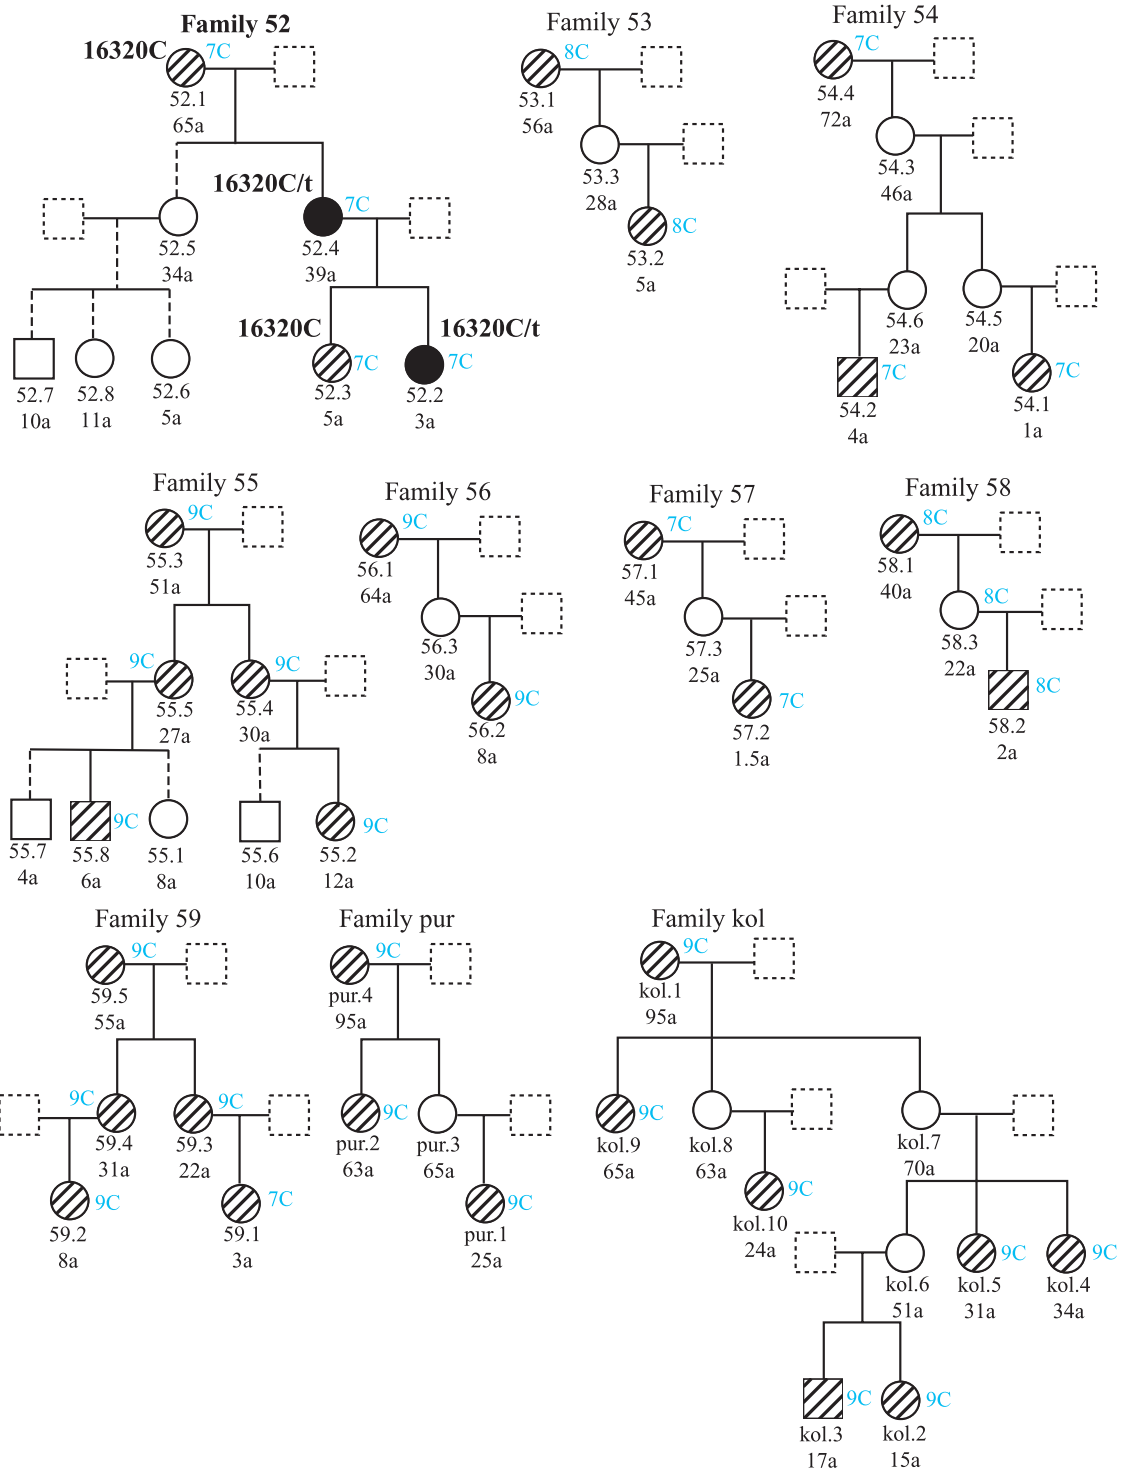 Family 52
16320C 7C
52.1
65a
16320C/t
7C
52.5
34a
52.4
39a
16320C
16320C/t
7C
7C
52.7
10a
52.8
11a
52.6
5a
52.3
5a
52.2
3a
Family 53
8C
53.1
56a
53.3
28a
8C
53.2
5a
Family 54
7C
54.4
72a
54.3
46a
54.6
23a
54.5
20a
7C
54.2
4a
7C
54.1
1a
Family 55
9C
55.3
51a
9C
55.5
27a
9C
55.4
30a
55.7
4a
9C
55.8
6a
55.1
8a
55.6
10a
9C
55.2
12a
Family 56
9C
56.1
64a
56.3
30a
9C
56.2
8a
Family 57
7C
57.1
45a
57.3
25a
7C
57.2
1.5a
Family 58
8C
58.1
40a
8C
58.3
22a
8C
58.2
2a
Family 59
9C
59.5
55a
9C
59.4
31a
9C
59.3
22a
9C
59.2
8a
7C
59.1
3a
Family pur
9C
pur.4
95a
9C
pur.2
63a
pur.3
65a
9C
pur.1
25a
Family kol
9C
kol.1
95a
9C
kol.9
65a
kol.8
63a
kol.7
70a
9C
kol.10
24a
kol.6
51a
9C
kol.5
31a
9C
kol.4
34a
9C
kol.3
17a
9C
kol.2
15a